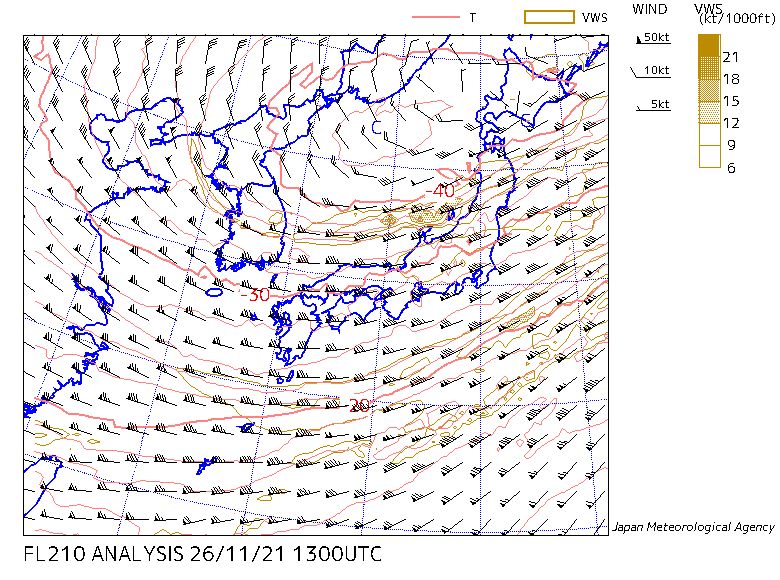 T
VWS
WIND
VWS
(kt/1000ft)
50kt
10kt
5kt
21
18
15
12
9
6
C
-40
-30
-20
Japan Meteorological Agency
FL210 ANALYSIS 26/11/21 1300UTC